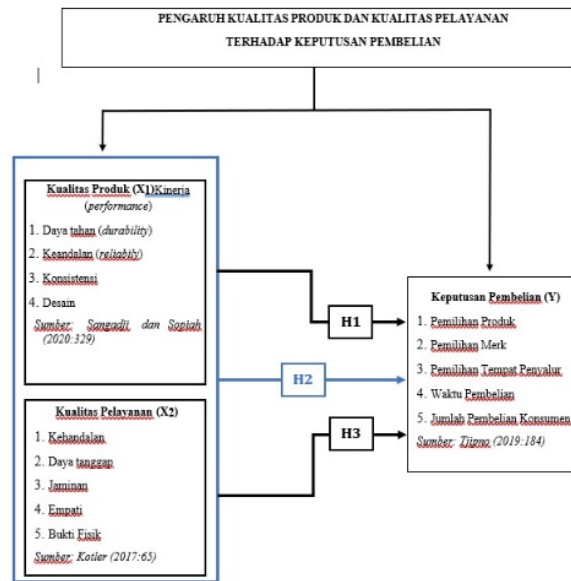 PENGARUH KUALITAS PRODUK DAN KUALITAS PELAYANAN
TERHADAP KEPUTUSAN PEMBELIAN
Kualitas Produk (X1)Kinerja
(performance)
1. Daya tahan (durability)
2. Keandalan (reliabily)
3. Konsistensi
4. Desain
Sumber: Sangadji dan Sopiah
(2020:329)
Kualitas Pelayanan (X2)
1. Kehandalan
2. Daya tanggap
3. Jaminan
4. Empati
5. Bukti Fisik
Sumber: Kotler (2017:65)
H1
H2
H3
Keputusan Pembelian (Y)
1. Pemilihan Produk
2. Pemilihan Merk
3. Pemilihan Tempat Penyalur
4. Waktu Pembelian
5. Jumlah Pembelian Konsumen
Sumber: Tjipno (2019:184)